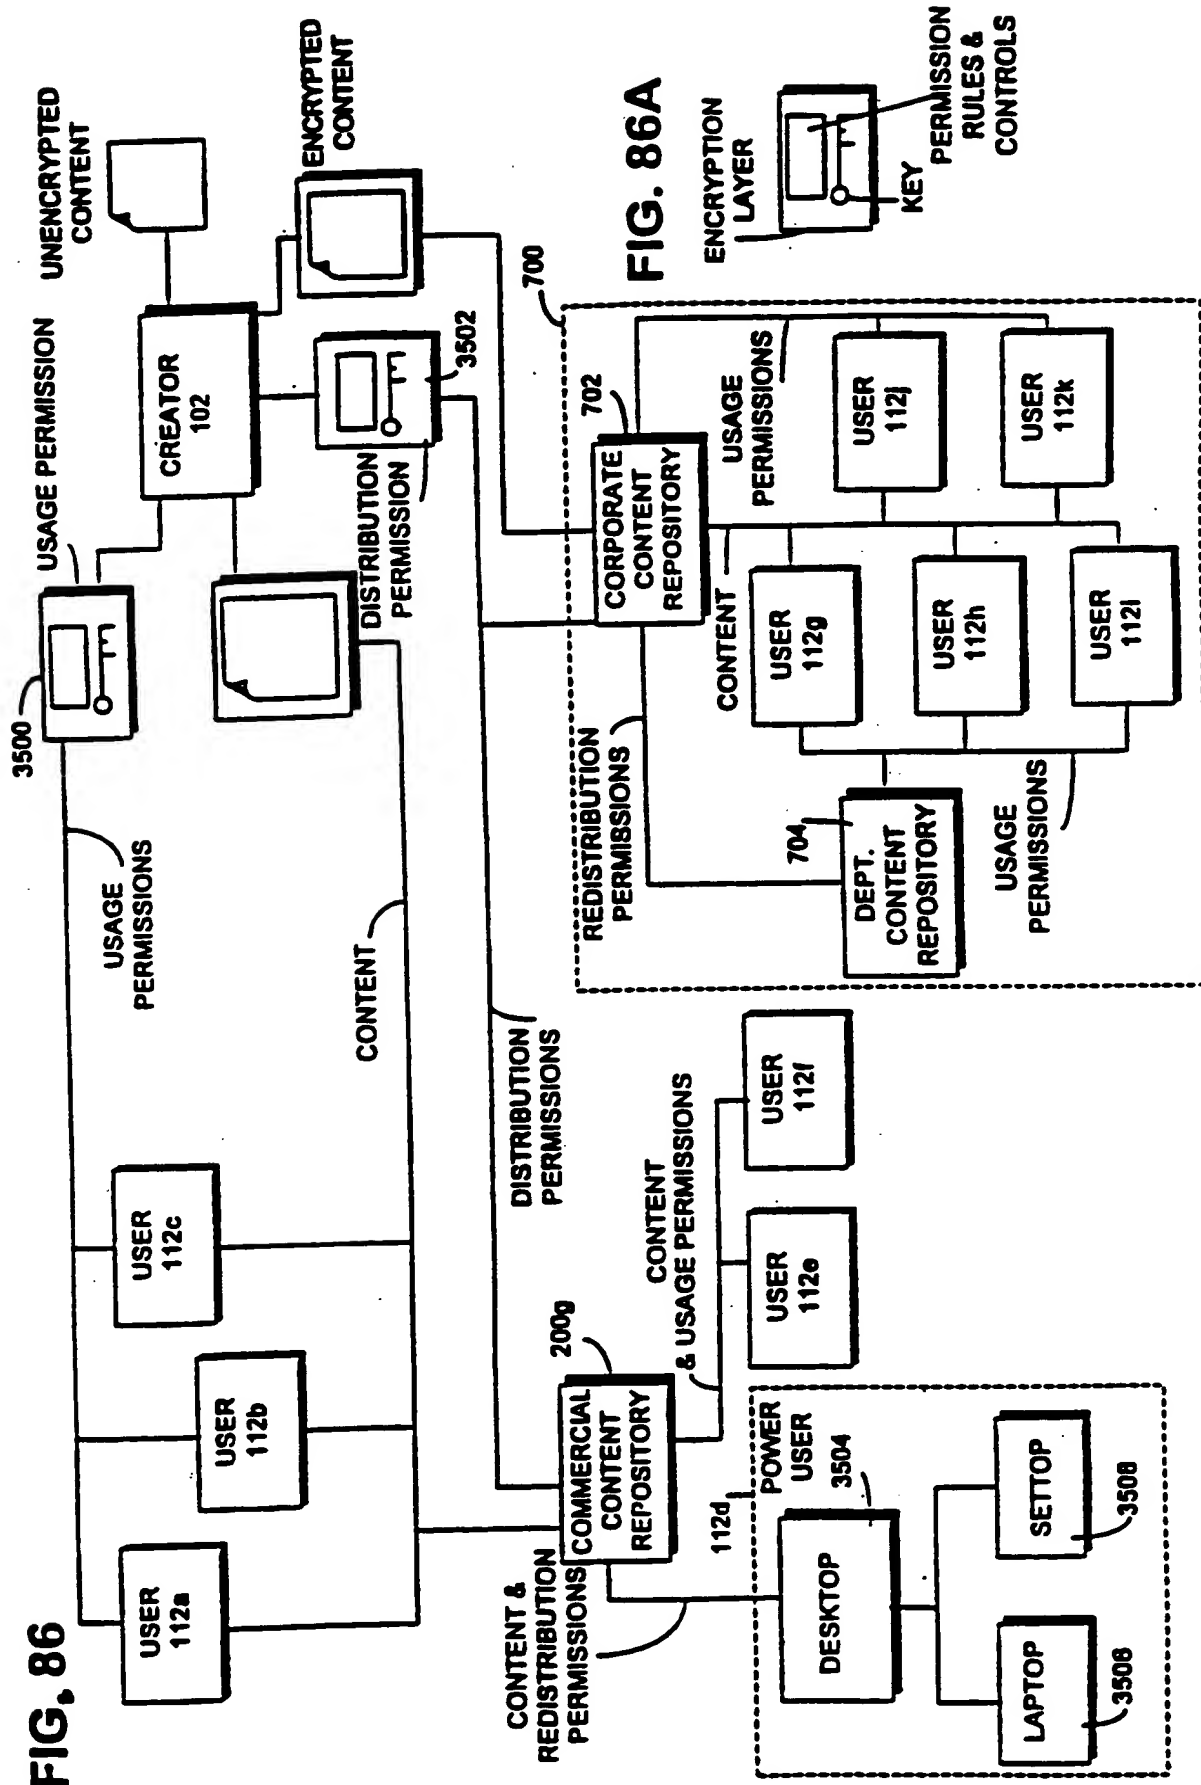 FIG. 86
UNENCRYPTED
CONTENT
USAGE PERMISSION
3500
CREATOR
102
ENCRYPTED
CONTENT
DISTRIBUTION
PERMISSION
3502
USAGE
PERMISSIONS
CONTENT
USER
112a
USER
112b
USER
112c
DISTRIBUTION
PERMISSIONS
COMMERCIAL
CONTENT
REPOSITORY
200g
CONTENT &
REDISTRIBUTION
PERMISSIONS
CONTENT
& USAGE PERMISSIONS
USER
112e
USER
112f
112d
POWER
USER
DESKTOP
3504
LAPTOP
3506
SETTOP
3508
700
CORPORATE
CONTENT
REPOSITORY
702
REDISTRIBUTION
PERMISSIONS
CONTENT
USAGE
PERMISSIONS
DEPT.
CONTENT
REPOSITORY
704
USER
112g
USER
112h
USER
112i
USER
112j
USER
112k
USAGE
PERMISSIONS
FIG. 86A
ENCRYPTION
LAYER
KEY
PERMISSION
RULES &
CONTROLS